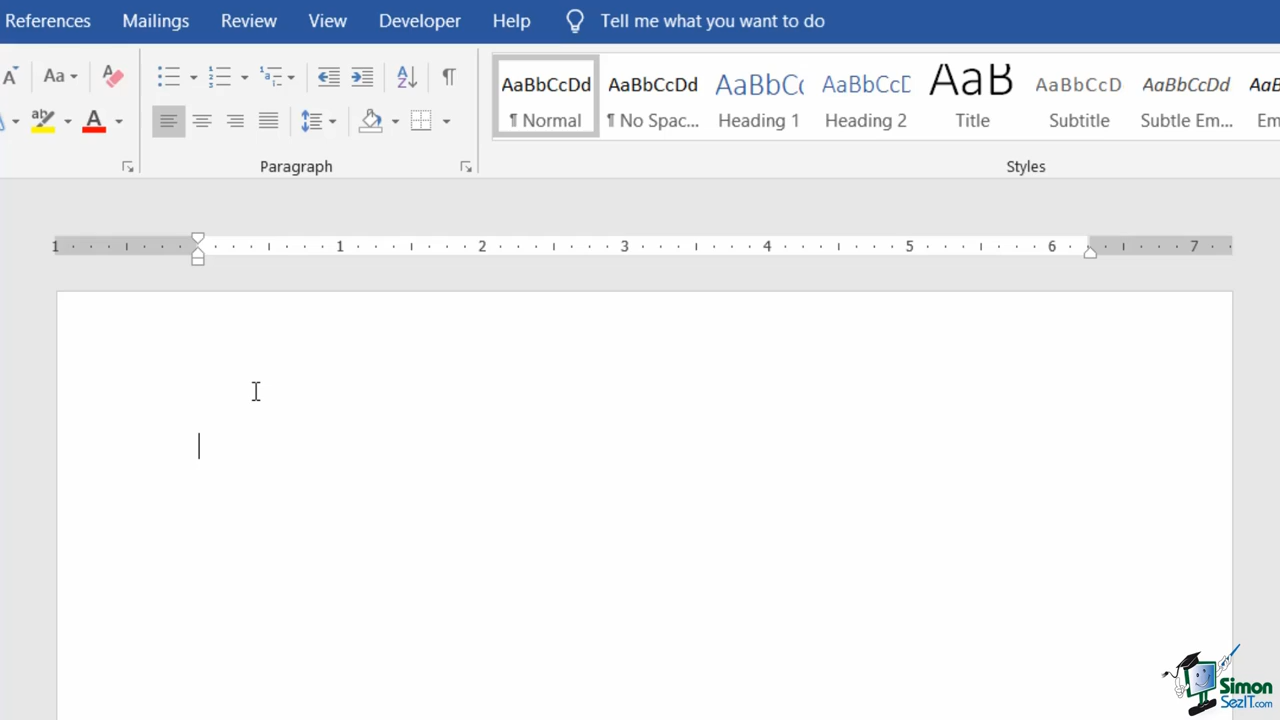 References Mailings Review View Developer Help Tell me what you want to do
Aa
AaBbCcDd AaBbCcDd AaBbC AaBbCcD AaB AaBbCcD AaBbCcDd
¶ Normal ¶ No Spac... Heading 1 Heading 2 Title Subtitle Subtle Em...
Paragraph Styles
1 1 2 3 4 5 6 7
Simon
SezIT.com